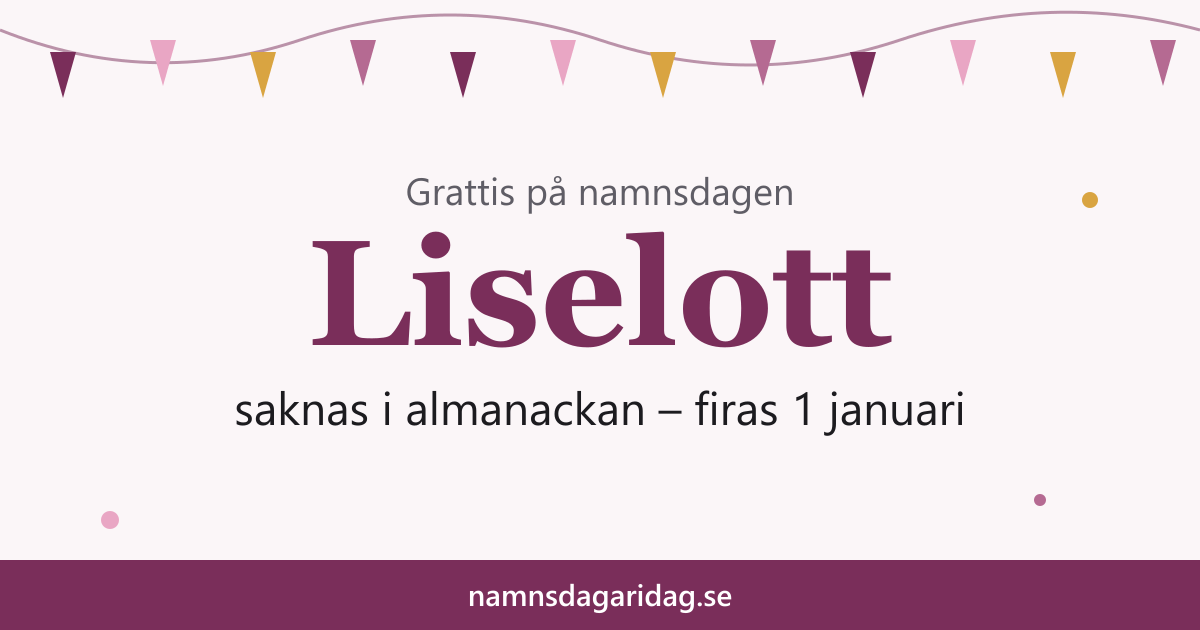 Grattis på namnsdagen
Liselott
saknas i almanackan – firas 1 januari
namnsdagaridag.se